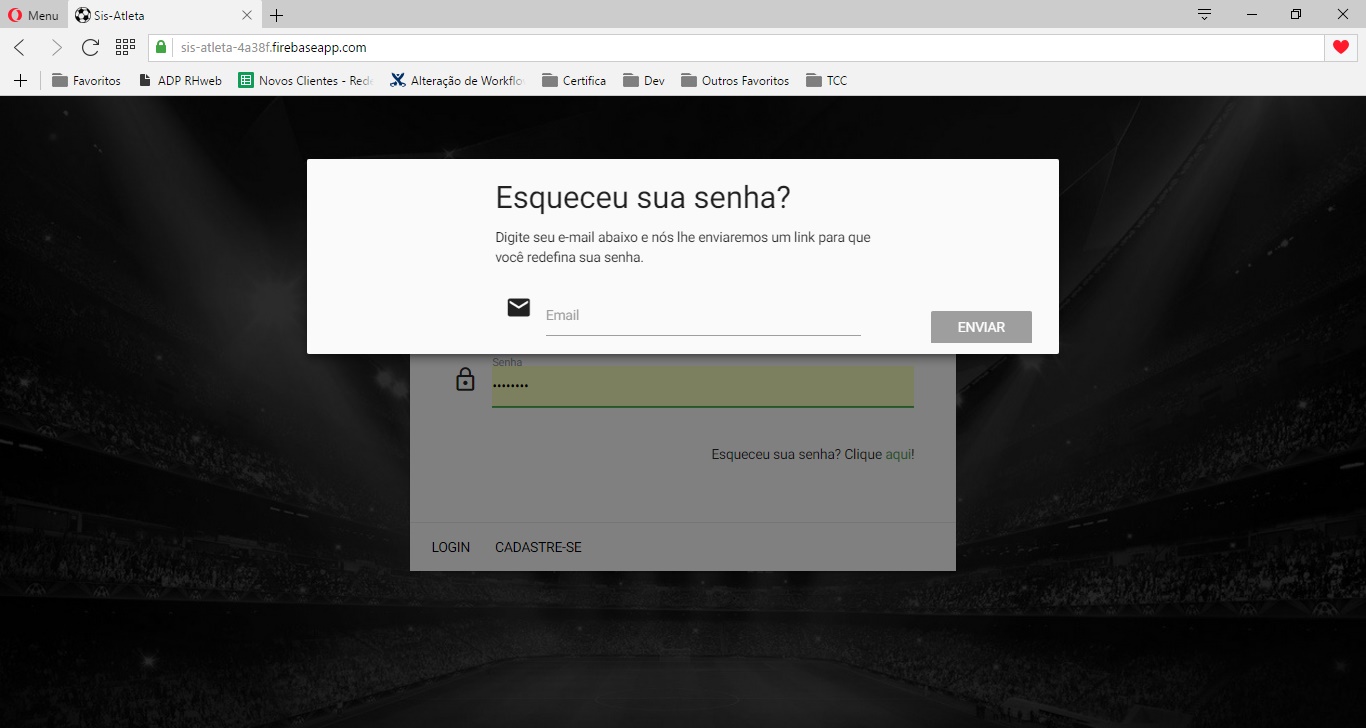 Menu
Sis-Atleta
sis-atleta-4a38f.firebaseapp.com
Favoritos
ADP RHweb
Novos Clientes - Rede
Alteração de Workflo
Certifica
Dev
Outros Favoritos
TCC
Esqueceu sua senha?
Digite seu e-mail abaixo e nós lhe enviaremos um link para que
você redefina sua senha.
Email
ENVIAR
Senha
••••••••
Esqueceu sua senha? Clique aqui!
LOGIN
CADASTRE-SE